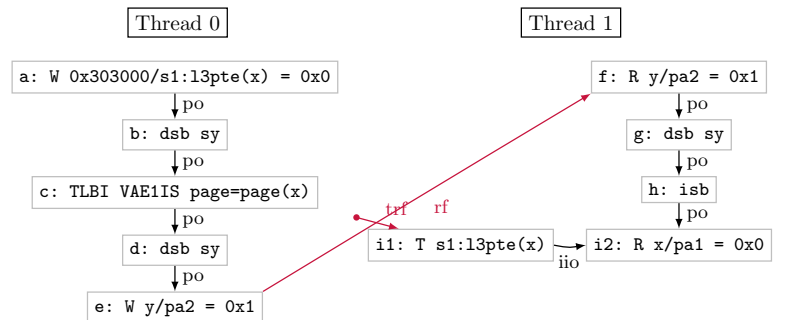 Thread 0
Thread 1
a: W 0x303000/s1:l3pte(x) = 0x0
po
b: dsb sy
po
c: TLBI VAE1IS page=page(x)
po
d: dsb sy
po
e: W y/pa2 = 0x1
trf
rf
f: R y/pa2 = 0x1
po
g: dsb sy
po
h: isb
po
i1: T s1:l3pte(x)
iio
i2: R x/pa1 = 0x0